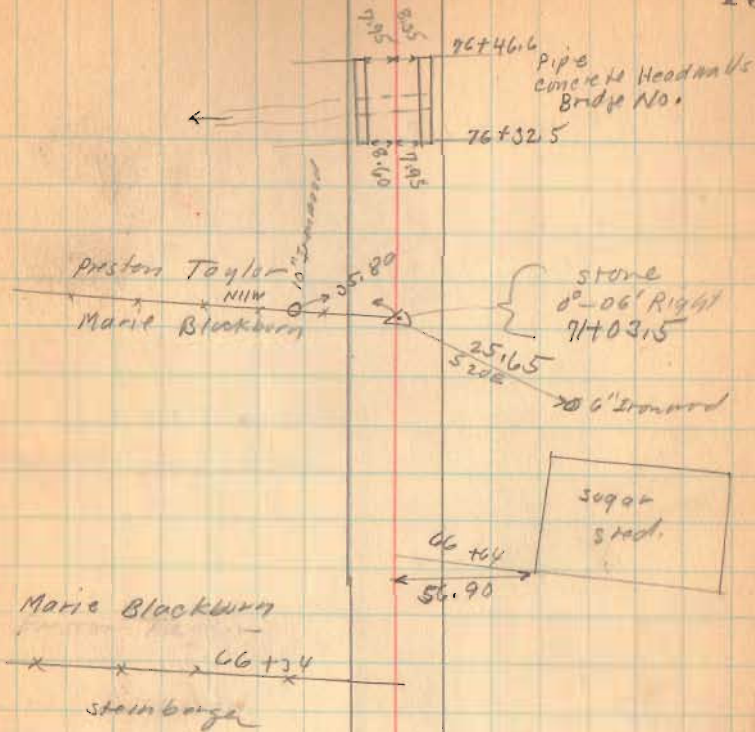 7.95 8.35
76+46.6
Pipe
Concrete Headwalls
Bridge No.
76+32.5
8.60 7.95
10" Ironwood
Preston Taylor
35.80
N11W
Marie Blackburn
stone
0°-06' Right
71+03.5
25.65
S20E
6" Ironwood
sugar
shed.
66+64
56.90
Marie Blackburn
66+34
Steinbarger